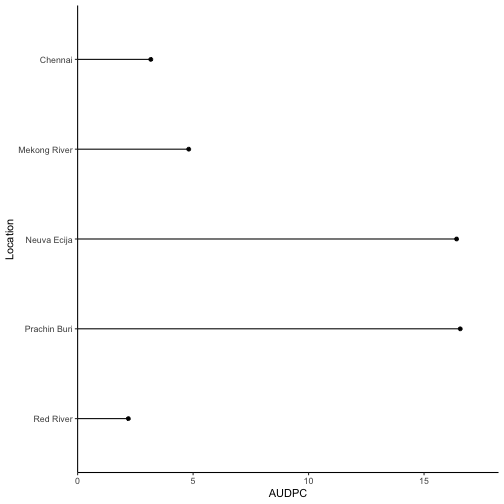 Chennai
Mekong River
Neuva Ecija
Prachin Buri
Red River
Location
0 5 10 15
AUDPC